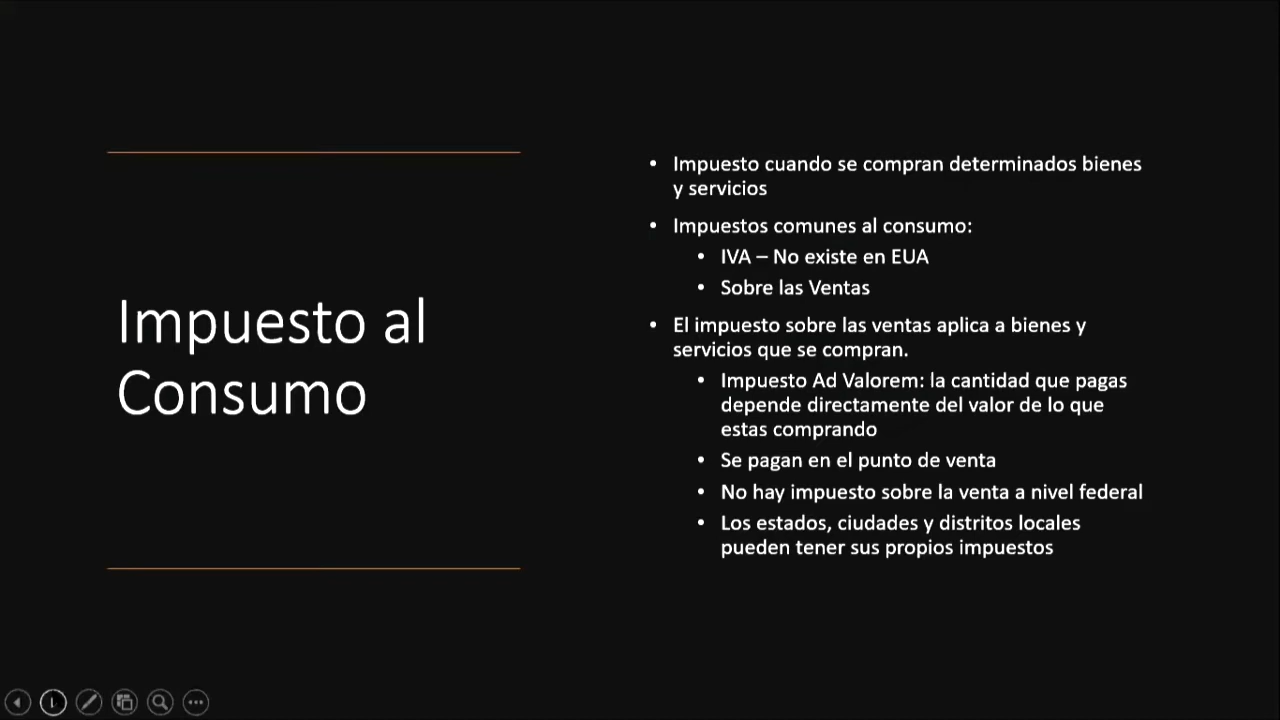 Impuesto al
Consumo
• Impuesto cuando se compran determinados bienes
y servicios
• Impuestos comunes al consumo:
• IVA – No existe en EUA
• Sobre las Ventas
• El impuesto sobre las ventas aplica a bienes y
servicios que se compran.
• Impuesto Ad Valorem: la cantidad que pagas
depende directamente del valor de lo que
estas comprando
• Se pagan en el punto de venta
• No hay impuesto sobre la venta a nivel federal
• Los estados, ciudades y distritos locales
pueden tener sus propios impuestos